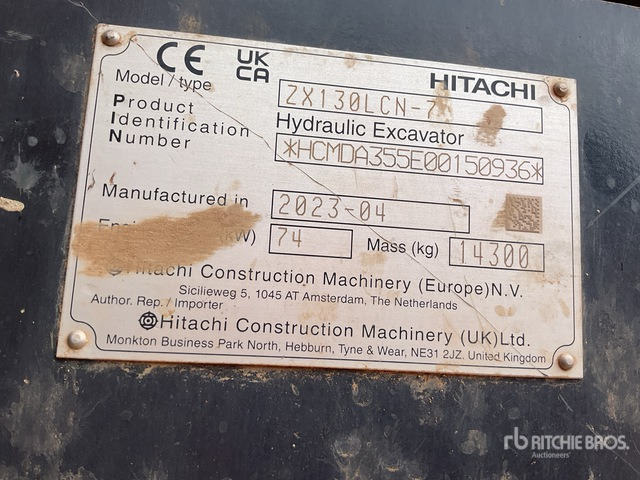 CE UK CA HITACHI
Model / type ZX130LCN-7
Hydraulic Excavator
Product Identification Number *HCMDA355E00150936*
Manufactured in 2023-04
kW) 74 Mass (kg) 14300
Hitachi Construction Machinery (Europe)N.V.
Sicilieweg 5, 1045 AT Amsterdam, The Netherlands
Author. Rep. / Importer
Hitachi Construction Machinery (UK)Ltd.
Monkton Business Park North, Hebburn, Tyne & Wear, NE31 2JZ. United Kingdom
rb RITCHIE BROS.
Auctioneers